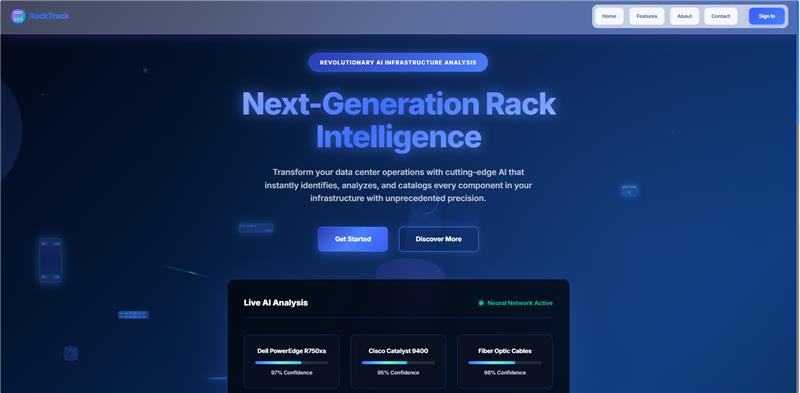 RackTrack
Home Features About Contact Sign In
REVOLUTIONARY AI INFRASTRUCTURE ANALYSIS
Next-Generation Rack
Intelligence
Transform your data center operations with cutting-edge AI that
instantly identifies, analyzes, and catalogs every component in your
infrastructure with unprecedented precision.
Get Started Discover More
Live AI Analysis Neural Network Active
Dell PowerEdge R750xs Cisco Catalyst 9400 Fiber Optic Cables
97% Confidence 95% Confidence 98% Confidence